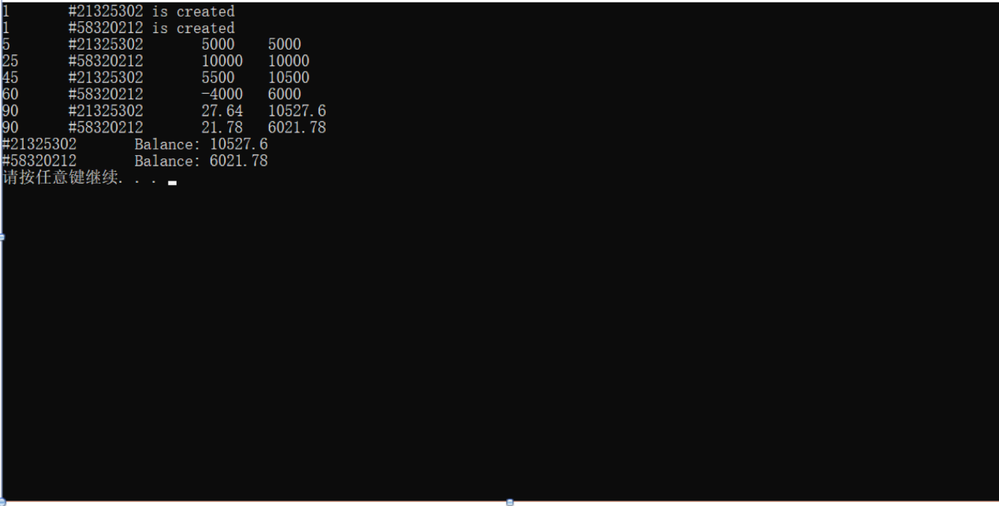 1 #21325302 is created
1 #58320212 is created
5 #21325302 5000 5000
25 #58320212 10000 10000
45 #21325302 5500 10500
60 #58320212 -4000 6000
90 #21325302 27.64 10527.6
90 #58320212 21.78 6021.78
#21325302 Balance: 10527.6
#58320212 Balance: 6021.78
请按任意键继续. . .